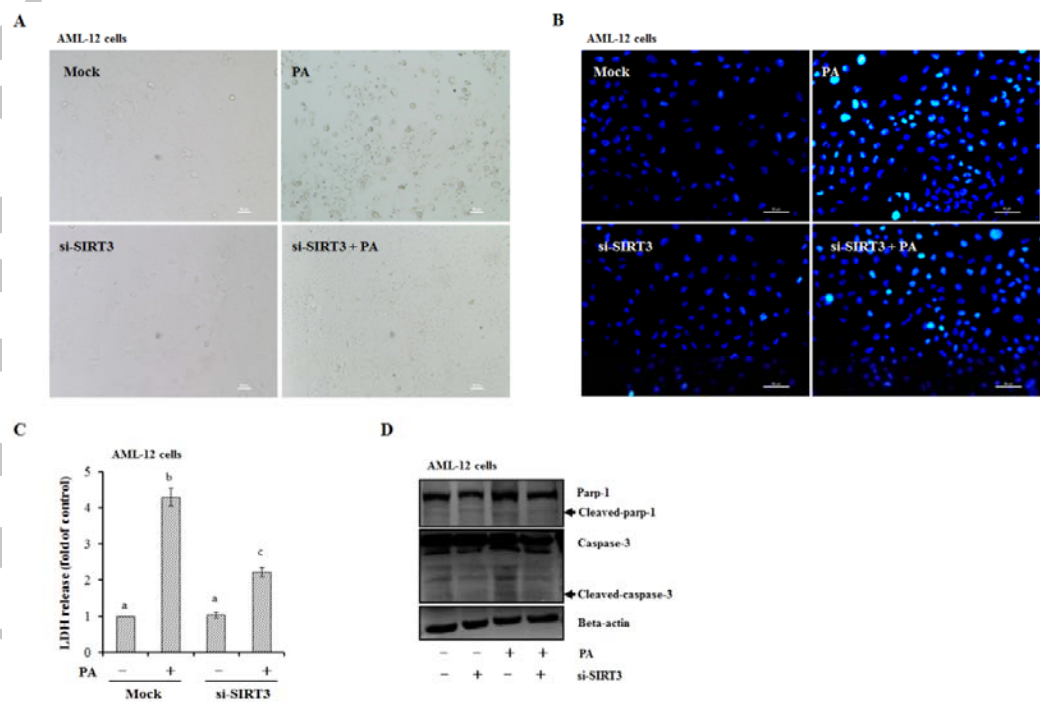 A
AML-12 cells
Mock
PA
si-SIRT3
si-SIRT3 + PA
B
AML-12 cells
Mock
PA
si-SIRT3
si-SIRT3 + PA
C
AML-12 cells
LDH release (fold of control)
5
4
3
2
1
0
a
b
a
c
PA − + − +
Mock si-SIRT3
D
AML-12 cells
Parp-1
Cleaved-parp-1
Caspase-3
Cleaved-caspase-3
Beta-actin
− − + + PA
− + − + si-SIRT3